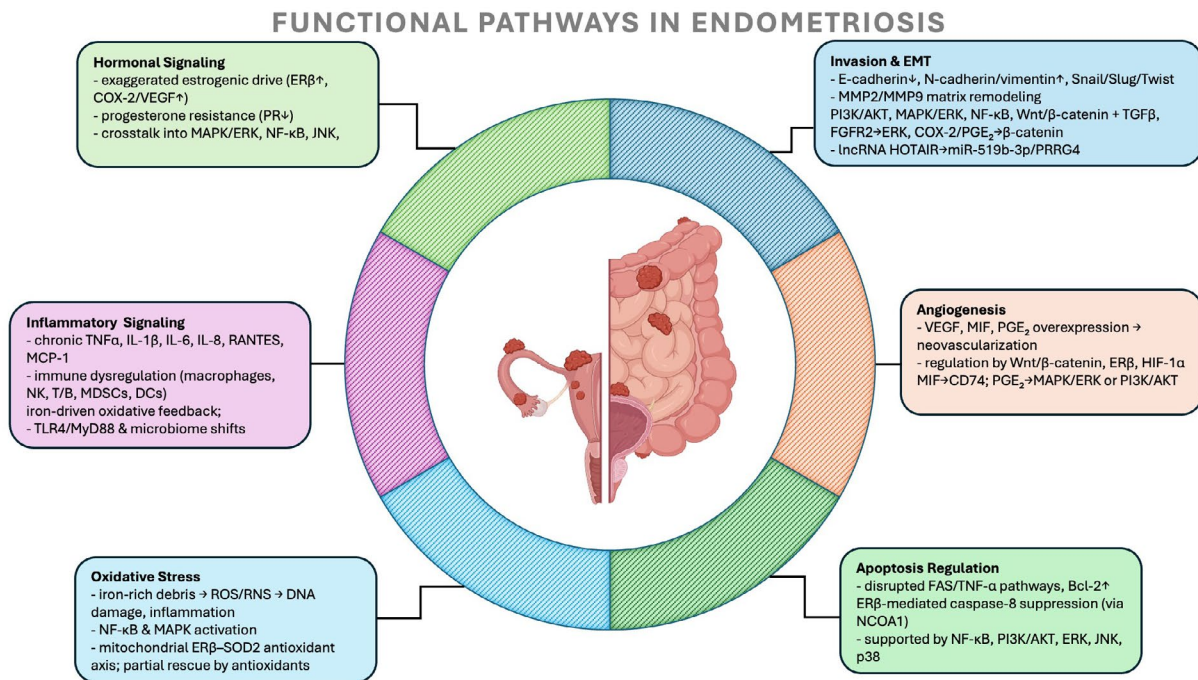 FUNCTIONAL PATHWAYS IN ENDOMETRIOSIS
Hormonal Signaling
- exaggerated estrogenic drive (ERβ↑,
COX-2/VEGF↑)
- progesterone resistance (PR↓)
- crosstalk into MAPK/ERK, NF-κB, JNK,
Invasion & EMT
- E-cadherin↓, N-cadherin/vimentin↑, Snail/Slug/Twist
- MMP2/MMP9 matrix remodeling
PI3K/AKT, MAPK/ERK, NF-κB, Wnt/β-catenin + TGFβ,
FGFR2→ERK, COX-2/PGE₂→β-catenin
- lncRNA HOTAIR→miR-519b-3p/PRRG4
Inflammatory Signaling
- chronic TNFα, IL-1β, IL-6, IL-8, RANTES,
MCP-1
- immune dysregulation (macrophages,
NK, T/B, MDSCs, DCs)
iron-driven oxidative feedback;
- TLR4/MyD88 & microbiome shifts
Angiogenesis
- VEGF, MIF, PGE₂ overexpression →
neovascularization
- regulation by Wnt/β-catenin, ERβ, HIF-1α
MIF→CD74; PGE₂→MAPK/ERK or PI3K/AKT
Oxidative Stress
- iron-rich debris → ROS/RNS → DNA
damage, inflammation
- NF-κB & MAPK activation
- mitochondrial ERβ–SOD2 antioxidant
axis; partial rescue by antioxidants
Apoptosis Regulation
- disrupted FAS/TNF-α pathways, Bcl-2↑
ERβ-mediated caspase-8 suppression (via
NCOA1)
- supported by NF-κB, PI3K/AKT, ERK, JNK,
p38